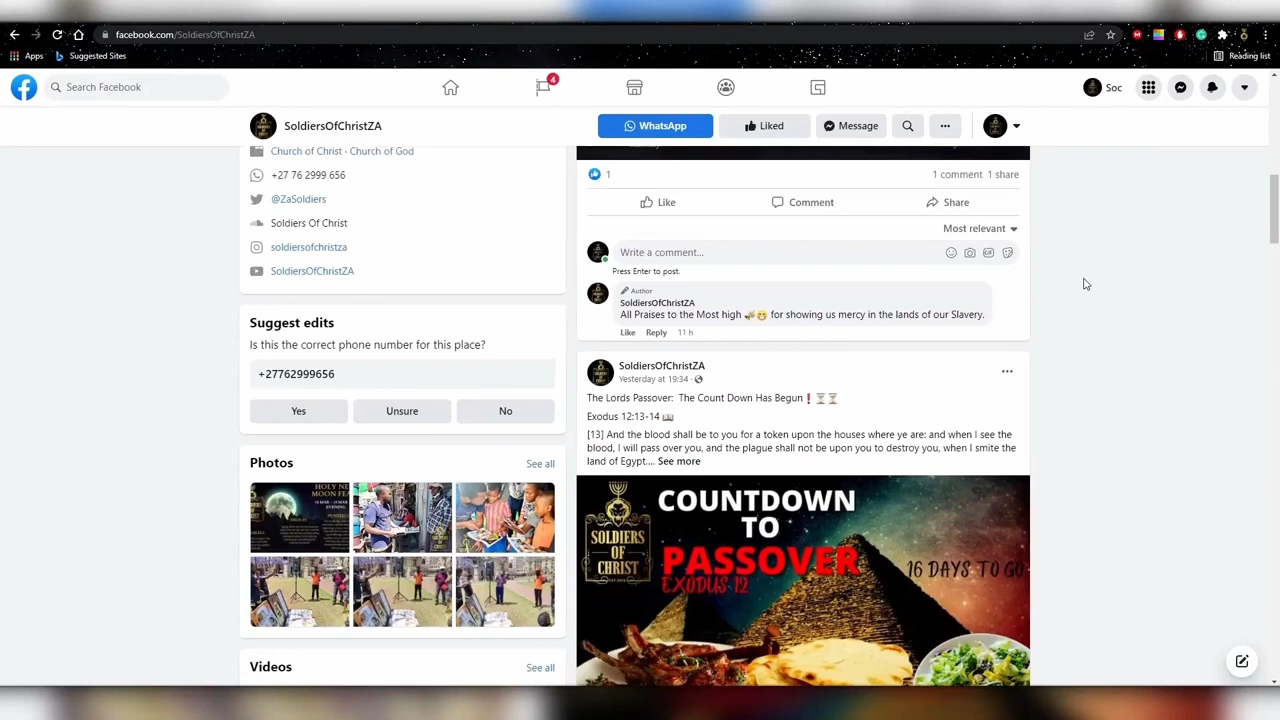 facebook.com/SoldiersOfChristZA
Apps
Suggested Sites
Reading list
Search Facebook
4
Soc
SoldiersOfChristZA
WhatsApp
Liked
Message
Church of Christ · Church of God
+27 76 2999 656
@ZaSoldiers
Soldiers Of Christ
soldiersofchristza
SoldiersOfChristZA
Suggest edits
Is this the correct phone number for this place?
+27762999656
Yes
Unsure
No
Photos
See all
HOLY NE
MOON FEA
Videos
See all
1
1 comment 1 share
Like
Comment
Share
Most relevant
Write a comment...
Press Enter to post.
Author
SoldiersOfChristZA
All Praises to the Most high 🎺😁 for showing us mercy in the lands of our Slavery.
Like Reply 11 h
SoldiersOfChristZA
Yesterday at 19:34 ·
The Lords Passover: The Count Down Has Begun❗⏳⏳
Exodus 12:13-14 📖
[13] And the blood shall be to you for a token upon the houses where ye are: and when I see the
blood, I will pass over you, and the plague shall not be upon you to destroy you, when I smite the
land of Egypt.... See more
SOLDIERS
OF
CHRIST
COUNTDOWN
TO
PASSOVER
EXODUS 12
16 DAYS TO GO